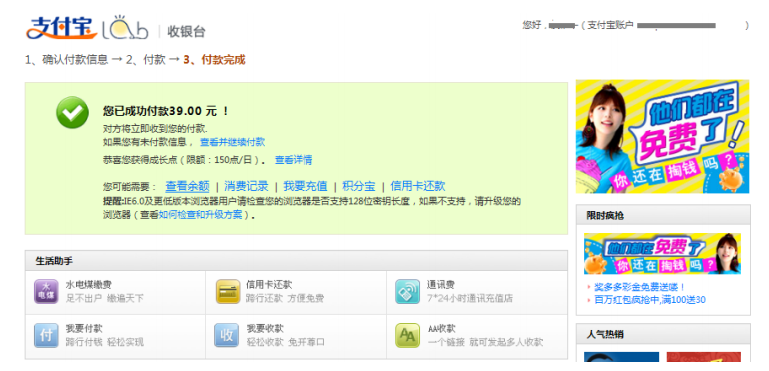 支付宝 Lab | 收银台
您好， （支付宝账户 ）
1、确认付款信息 → 2、付款 → 3、付款完成
您已成功付款39.00 元 ！
对方将立即收到您的付款.
如果您有未付款信息， 查看并继续付款
恭喜您获得成长点（限额：150点/日）。 查看详情
您可能需要： 查看余额 | 消费记录 | 我要充值 | 积分宝 | 信用卡还款
提醒:IE6.0及更低版本浏览器用户请检查您的浏览器是否支持128位密钥长度，如果不支持，请升级您的
浏览器（查看如何检查和升级方案）.
他们都在
免费了!
你还在掏钱吗?
限时疯抢
他们都在免费了?
你还在掏钱吗?
奖多多彩金免费送喽！
百万红包疯抢中,满100送30
人气热销
生活助手
水电煤
水电煤缴费
足不出户 缴遍天下
信用卡还款
跨行还款 方便免费
通讯费
7*24小时通讯充值店
付
我要付款
跨行付钱 轻松实现
收
我要收款
轻松收款 免开尊口
AA
AA收款
一个链接 就可发起多人收款